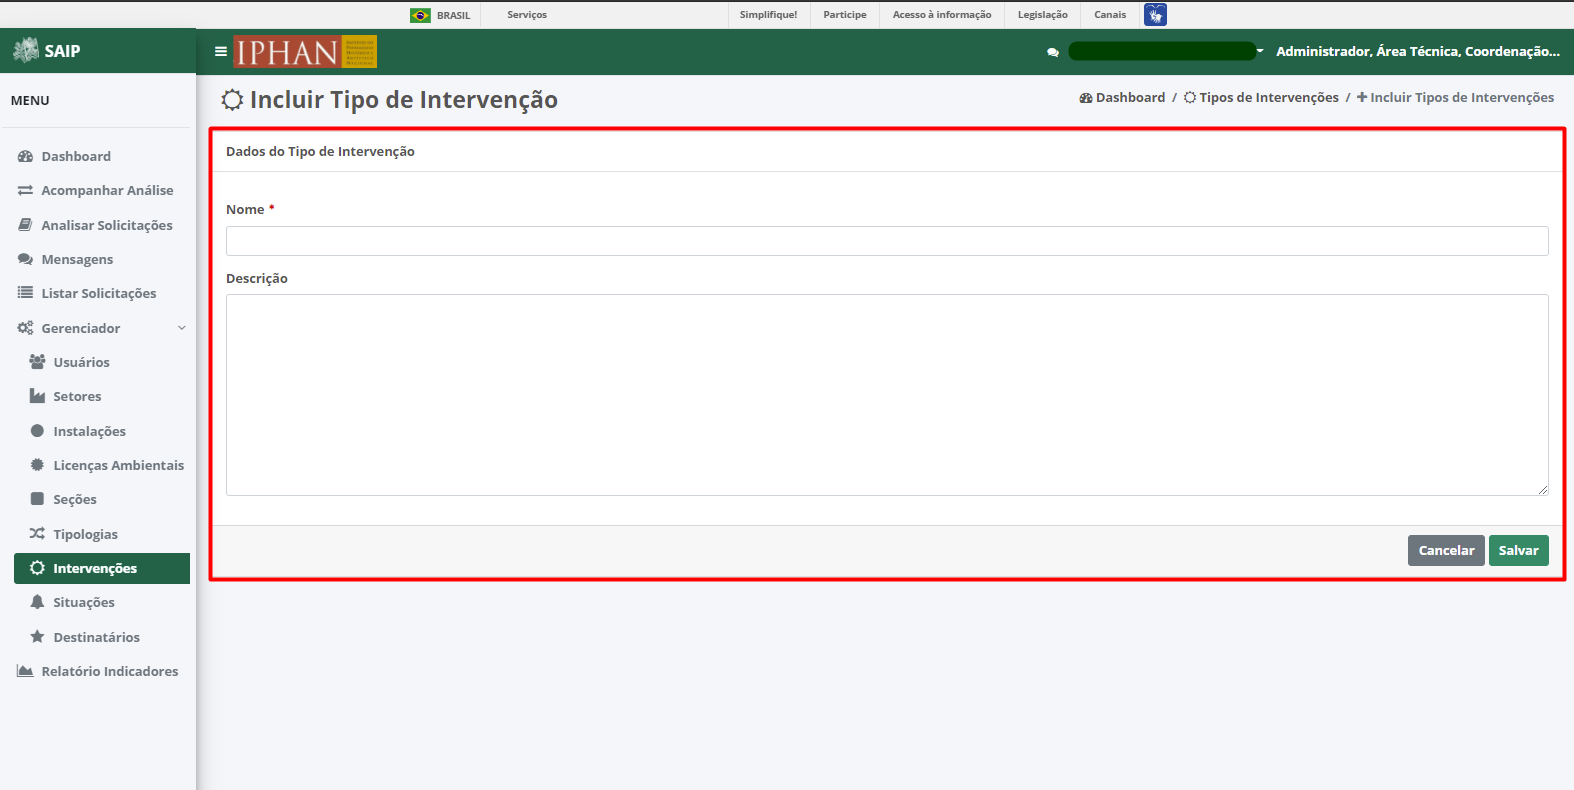 BRASIL Serviços Simplifique! Participe Acesso à informação Legislação Canais
SAIP
IPHAN
Administrador, Área Técnica, Coordenação...
MENU
Dashboard
Acompanhar Análise
Analisar Solicitações
Mensagens
Listar Solicitações
Gerenciador
Usuários
Setores
Instalações
Licenças Ambientais
Seções
Tipologias
Intervenções
Situações
Destinatários
Relatório Indicadores
Incluir Tipo de Intervenção
Dashboard / Tipos de Intervenções / Incluir Tipos de Intervenções
Dados do Tipo de Intervenção
Nome *
Descrição
Cancelar Salvar